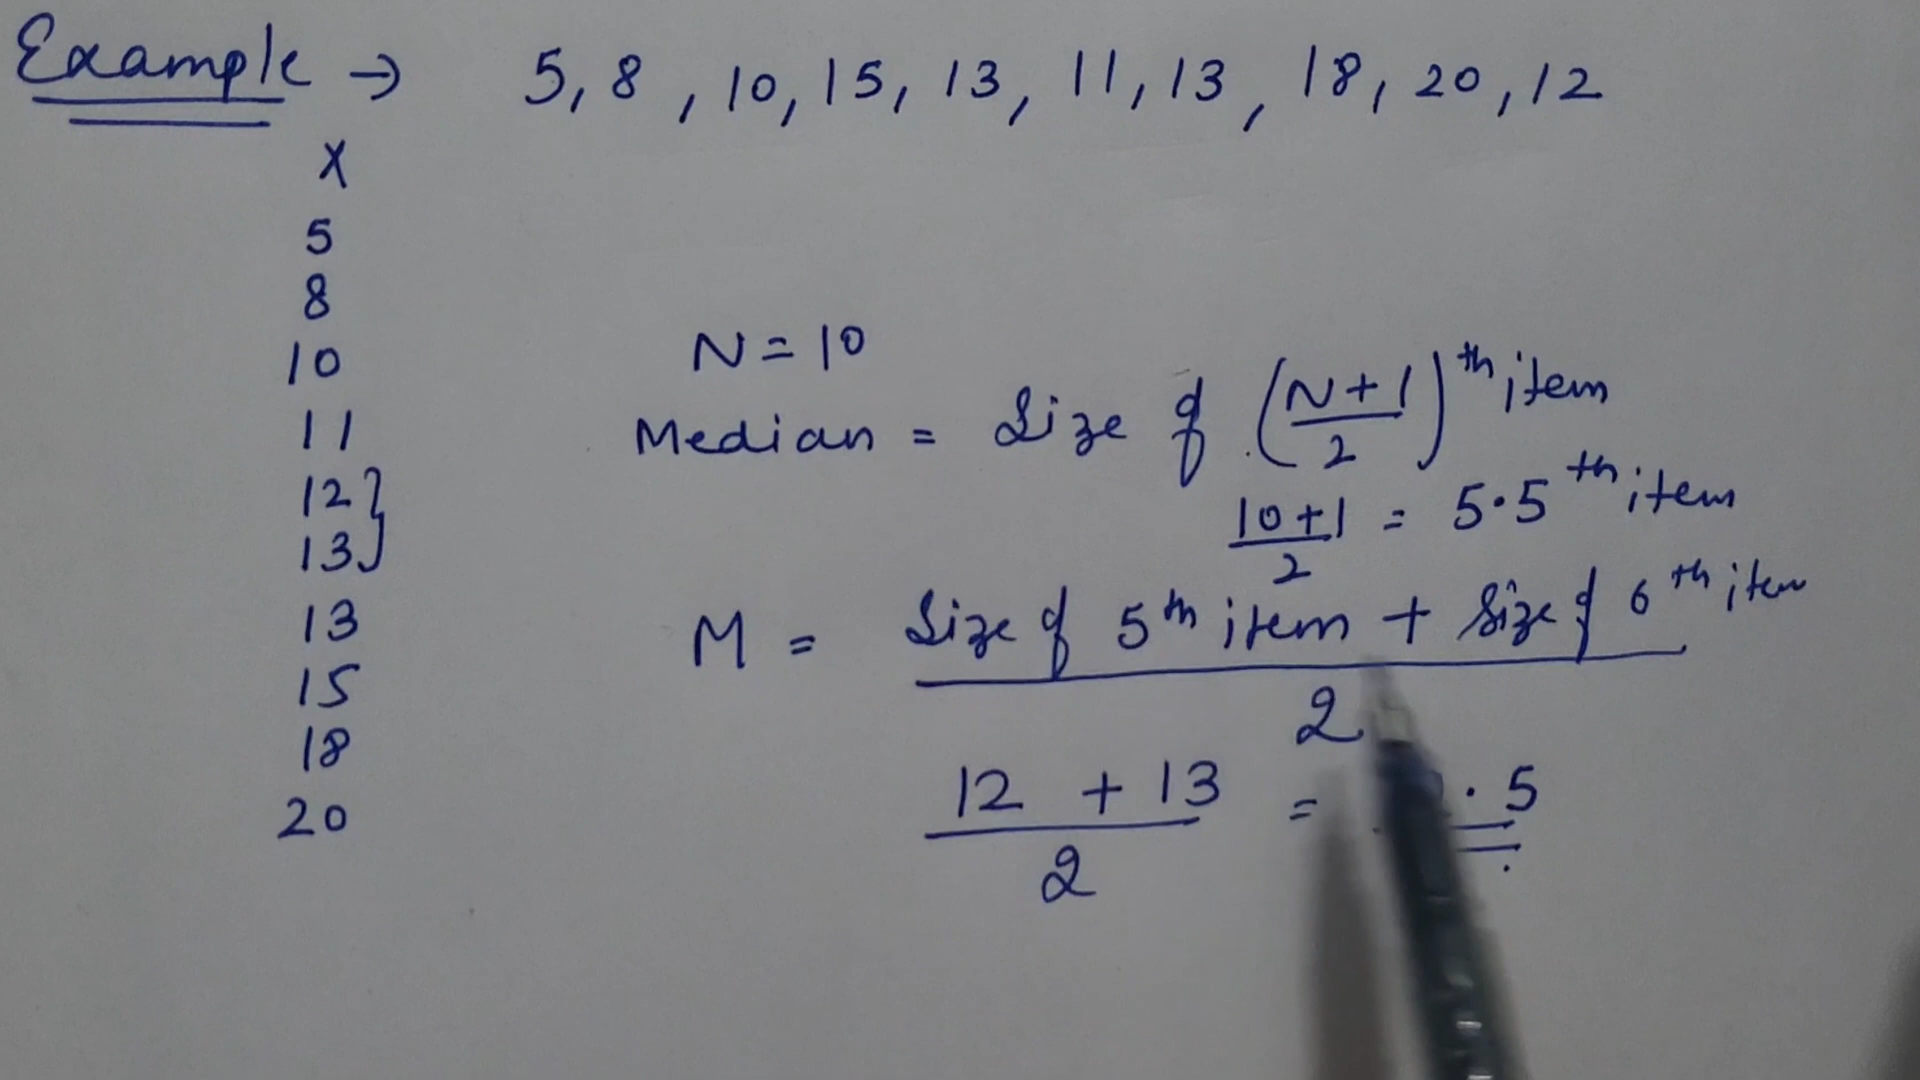 Example → 5, 8, 10, 15, 13, 11, 13, 18, 20, 12
X
5
8
10
11
12
13
13
15
18
20
N = 10
Median = Size of (N+1/2)th item
10+1/2 = 5.5th item
M = Size of 5th item + Size of 6th item
2
12 + 13 = .5
2